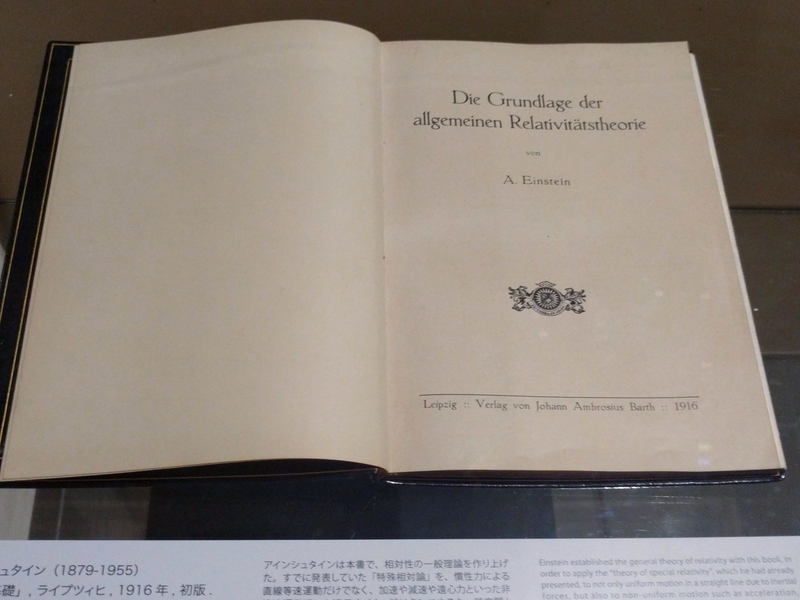 Die Grundlage der
allgemeinen Relativitätstheorie
von
A. Einstein
Leipzig :: Verlag von Johann Ambrosius Barth :: 1916
ュタイン (1879-1955)
礎」, ライプツィヒ, 1916 年, 初版.
アインシュタインは本書で、相対性の一般理論を作り上げ
た。すでに発表していた「特殊相対論」を、慣性力による
直線等速運動だけでなく、加速や減速や遠心力といった非
Einstein established the general theory of relativity with this book. In
order to apply the "theory of special relativity", which he had already
presented, to not only uniform motion in a straight line due to inertial
forces, but also to non-uniform motion such as acceleration,